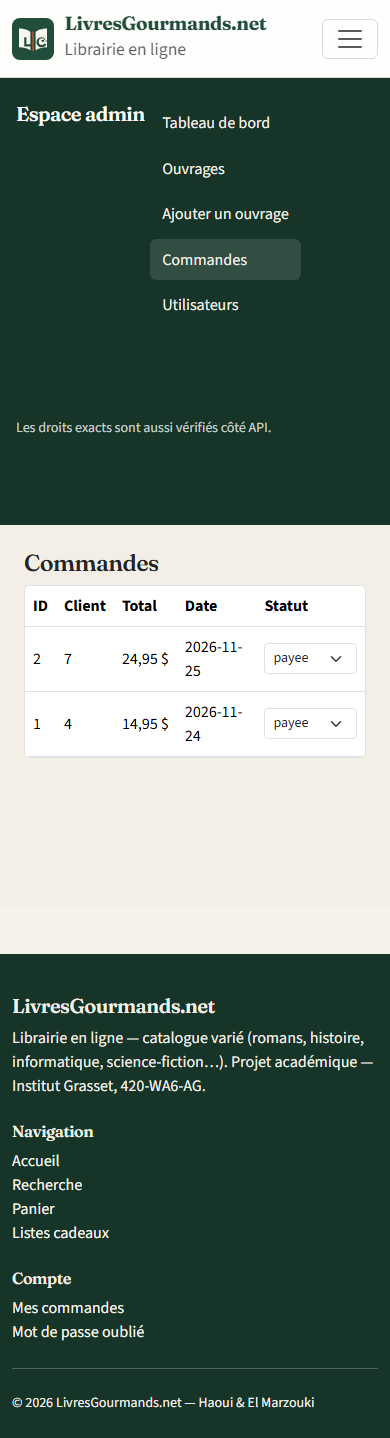 LG
LivresGourmands.net
Librairie en ligne
Espace admin
Tableau de bord
Ouvrages
Ajouter un ouvrage
Commandes
Utilisateurs
Les droits exacts sont aussi vérifiés côté API.
Commandes
ID Client Total Date Statut
2 7 24,95 $ 2026-11-
25 payee
1 4 14,95 $ 2026-11-
24 payee
LivresGourmands.net
Librairie en ligne — catalogue varié (romans, histoire,
informatique, science-fiction…). Projet académique —
Institut Grasset, 420-WA6-AG.
Navigation
Accueil
Recherche
Panier
Listes cadeaux
Compte
Mes commandes
Mot de passe oublié
© 2026 LivresGourmands.net — Haoui & El Marzouki